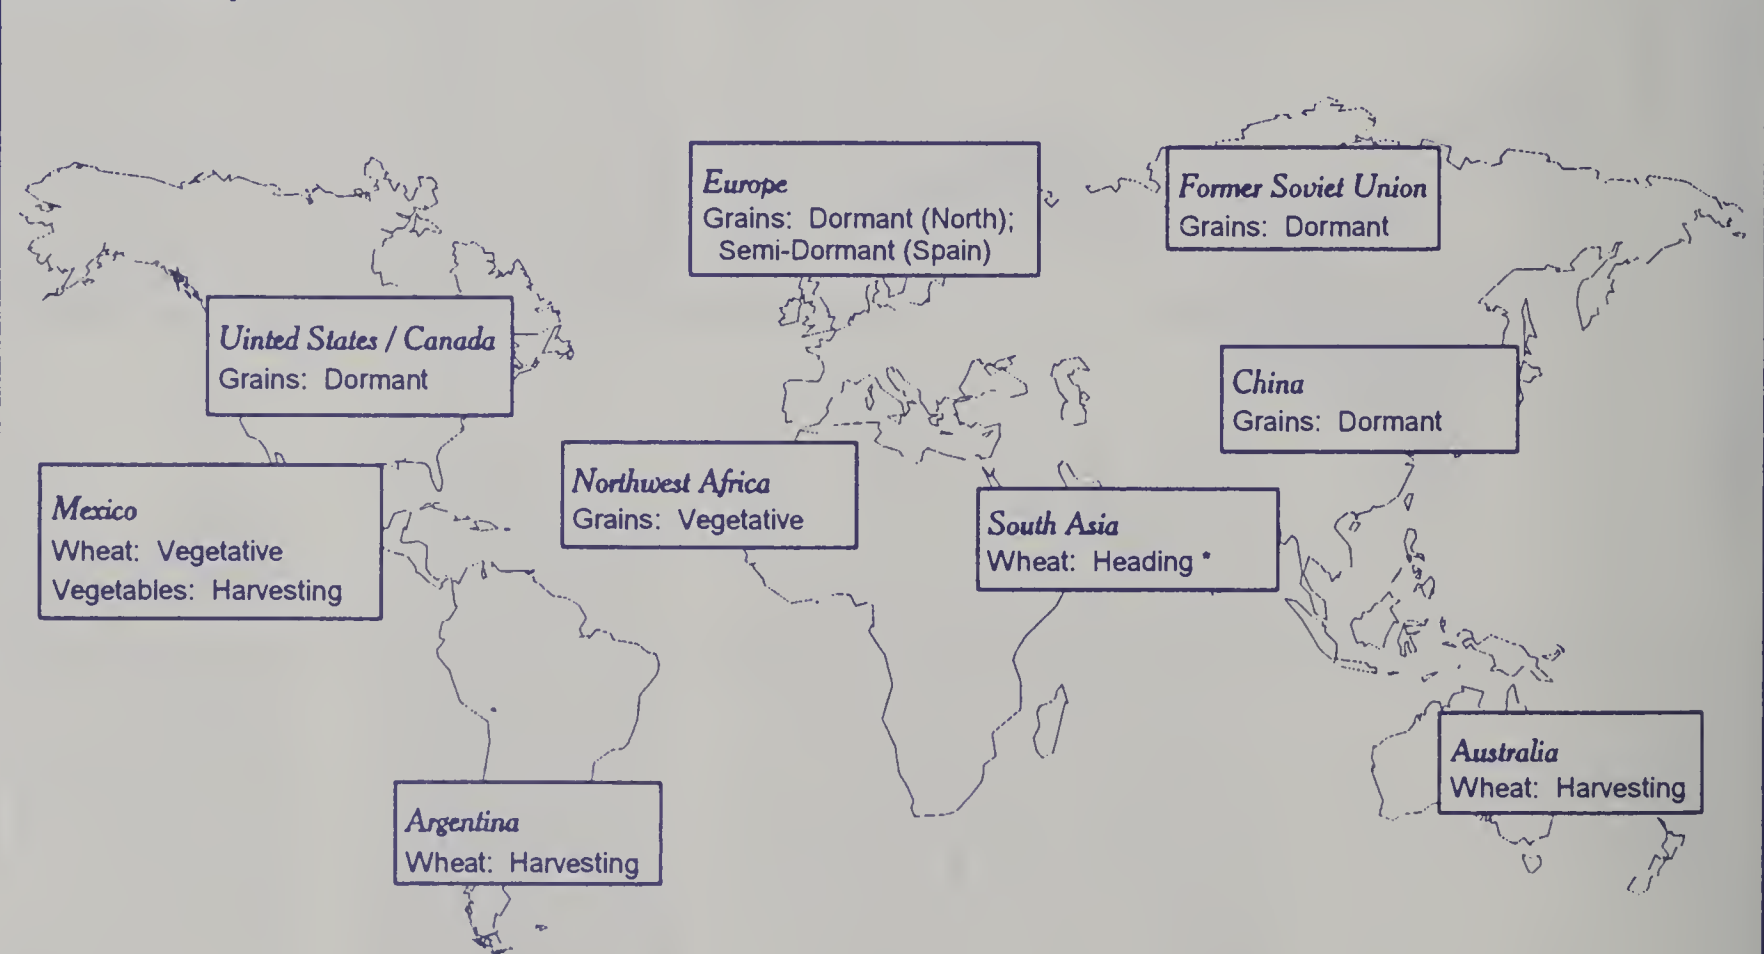 Europe
Grains: Dormant (North);
Semi-Dormant (Spain)
Former Soviet Union
Grains: Dormant
Uinted States / Canada
Grains: Dormant
China
Grains: Dormant
Northwest Africa
Grains: Vegetative
Mexico
Wheat: Vegetative
Vegetables: Harvesting
South Asia
Wheat: Heading *
Australia
Wheat: Harvesting
Argentina
Wheat: Harvesting